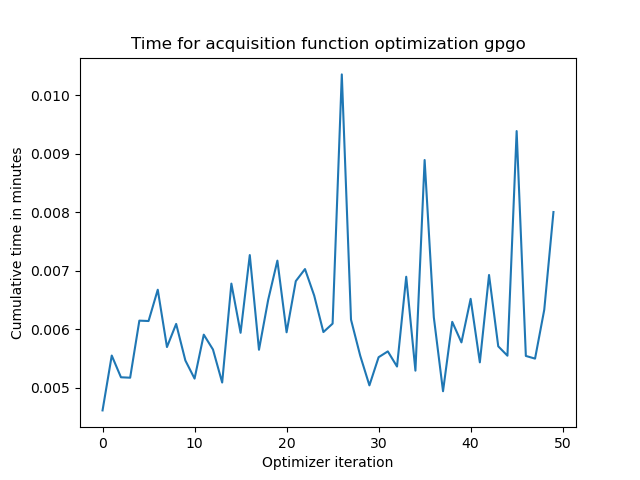 Time for acquisition function optimization gpgo
0.010
0.009
0.008
0.007
0.006
0.005
Cumulative time in minutes
0 10 20 30 40 50
Optimizer iteration